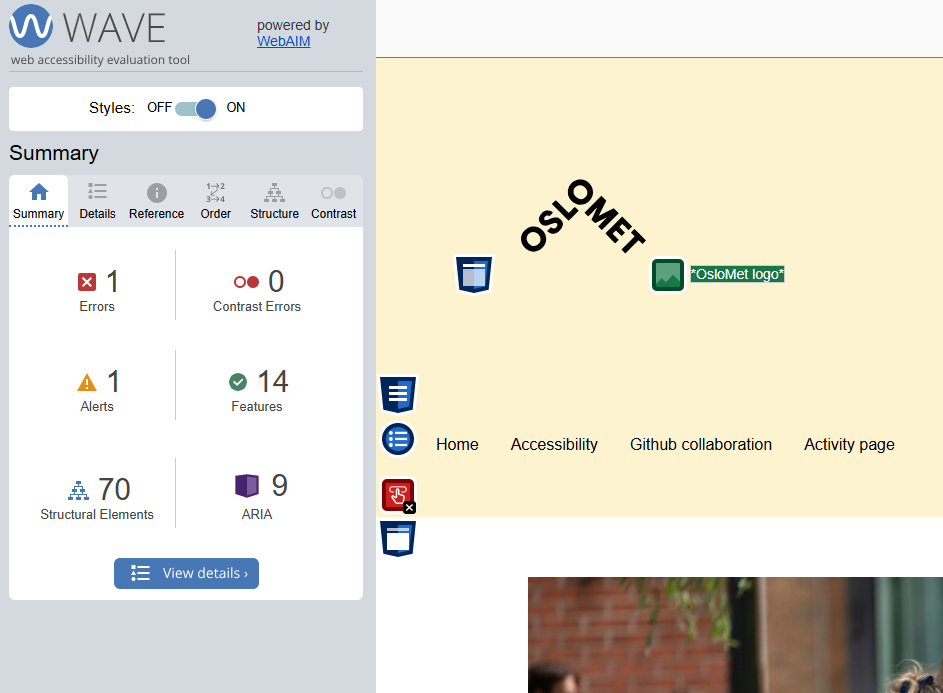 WAVE
powered by
WebAIM
web accessibility evaluation tool
Styles: OFF ON
Summary
Summary Details Reference Order Structure Contrast
1
Errors
0
Contrast Errors
1
Alerts
14
Features
70
Structural Elements
9
ARIA
View details ›
OSLOMET
*OsloMet logo*
Home Accessibility Github collaboration Activity page